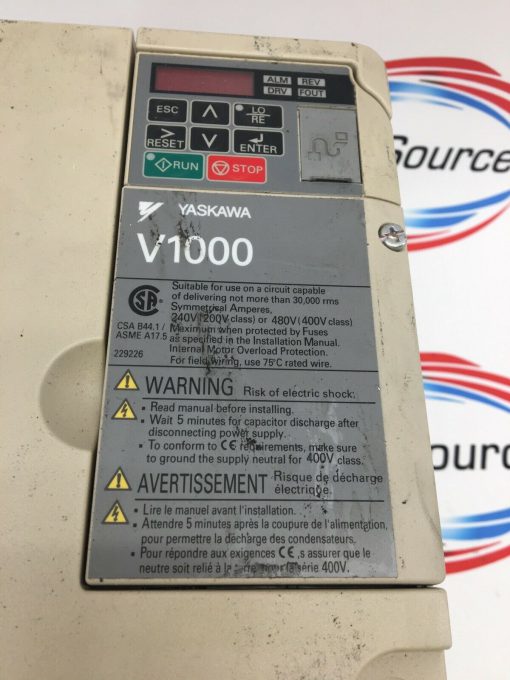 ALM REV
DRV FOUT
ESC
LO
RE
>
RESET
ENTER
RUN
STOP
YASKAWA
V1000
Suitable for use on a circuit capable
of delivering not more than 30,000 rms
Symmetrical Amperes,
240V (200V class) or 480V (400V class)
Maximum when protected by Fuses
as specified in the Installation Manual.
Internal Motor Overload Protection.
For field wiring, use 75°C rated wire.
SA
CSA B44.1 /
ASME A17.5
229226
WARNING Risk of electric shock:
• Read manual before installing.
• Wait 5 minutes for capacitor discharge after
disconnecting power supply.
• To conform to CE requirements, make sure
to ground the supply neutral for 400V class.
AVERTISSEMENT Risque de décharge
électrique:
• Lire le manuel avant l'installation.
• Attendre 5 minutes après la coupure de l'alimentation,
pour permettre la décharge des condensateurs.
• Pour répondre aux exigences CE, s assurer que le
neutre soit relié à la pour la série 400V.
Source
Source